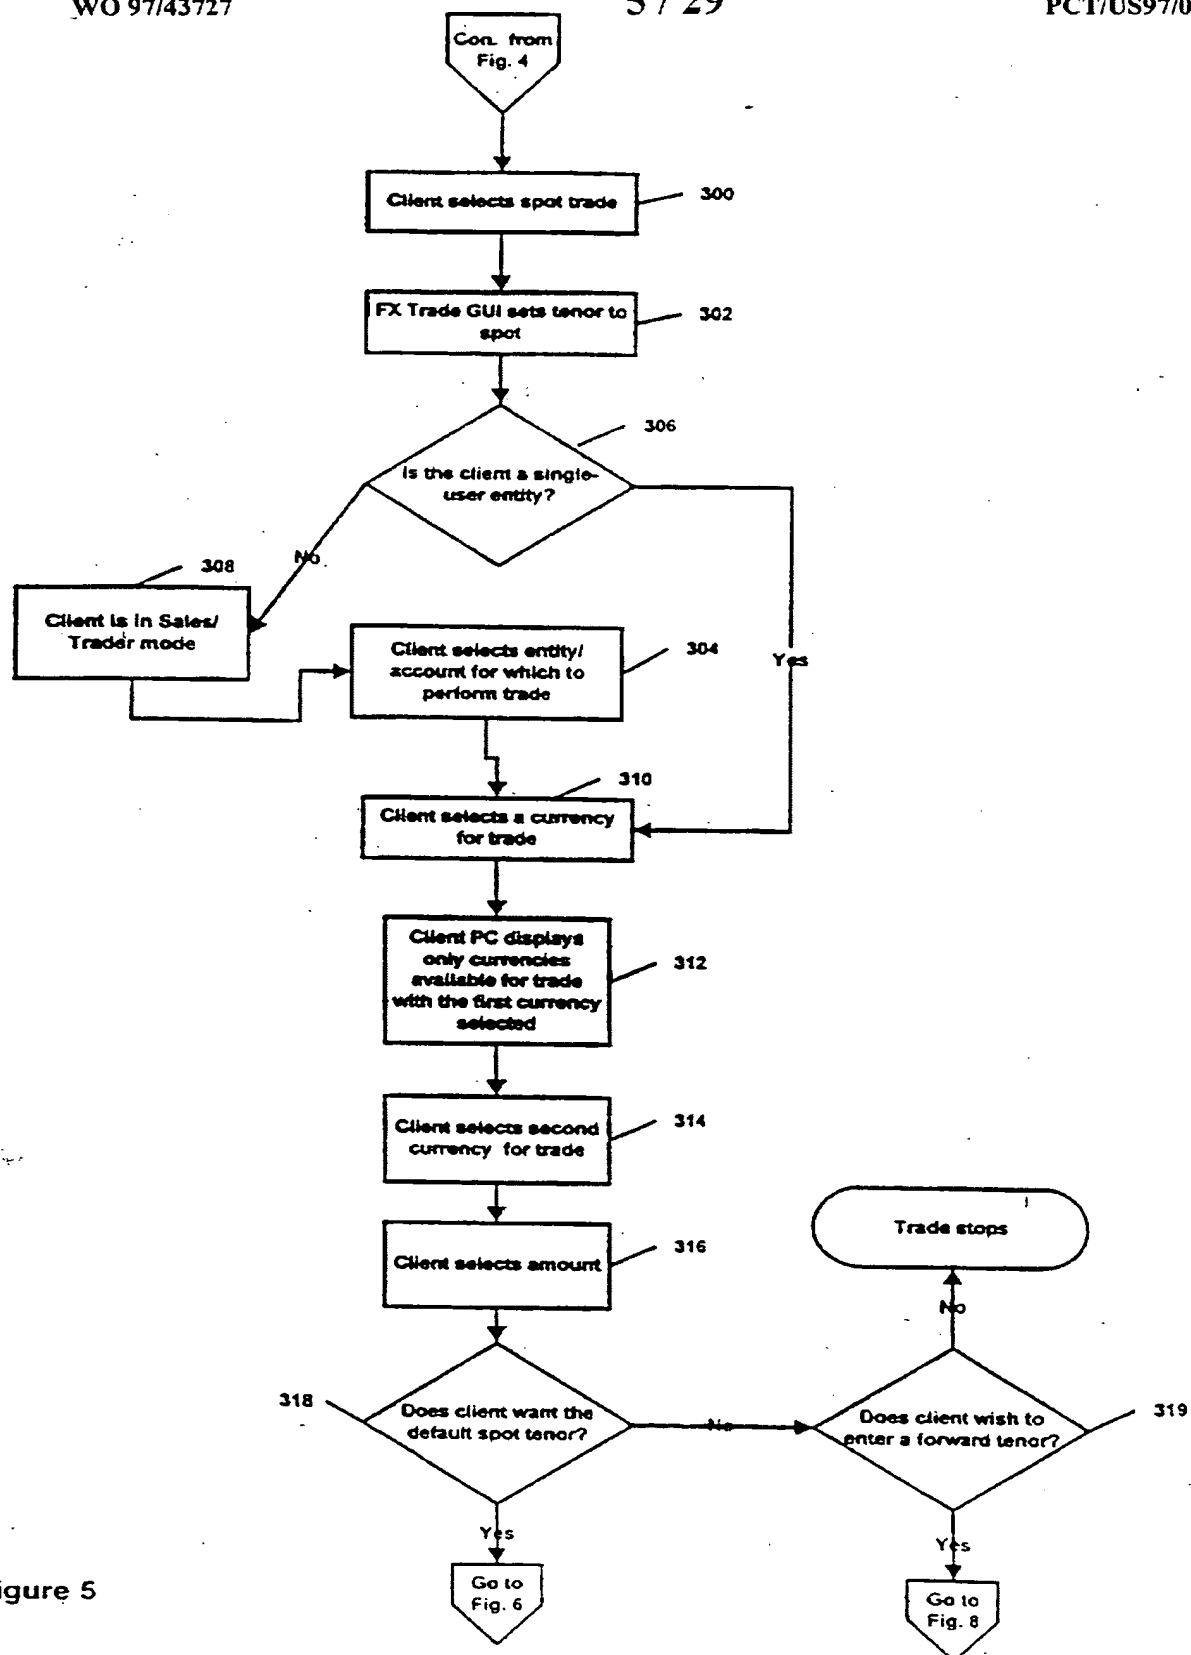 WO 97/43727
5 / 29
PCT/US97/0
Con. from
Fig. 4
Client selects spot trade
300
FX Trade GUI sets tenor to
spot
302
306
Is the client a single-
user entity?
No
308
Client is in Sales/
Trader mode
Client selects entity/
account for which to
perform trade
304
Yes
310
Client selects a currency
for trade
Client PC displays
only currencies
available for trade
with the first currency
selected
312
Client selects second
currency for trade
314
Client selects amount
316
Trade stops
No
318
Does client want the
default spot tenor?
No
Does client wish to
enter a forward tenor?
319
Yes
Yes
Go to
Fig. 6
Go to
Fig. 8
igure 5